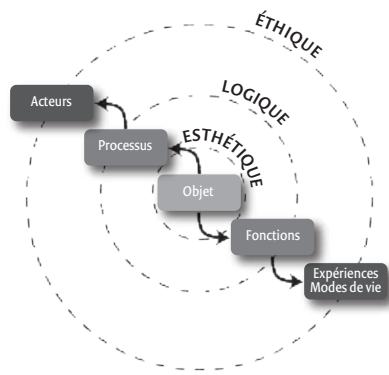 ÉTHIQUE
LOGIQUE
ESTHÉTIQUE
Acteurs
Processus
Objet
Fonctions
Expériences
Modes de vie